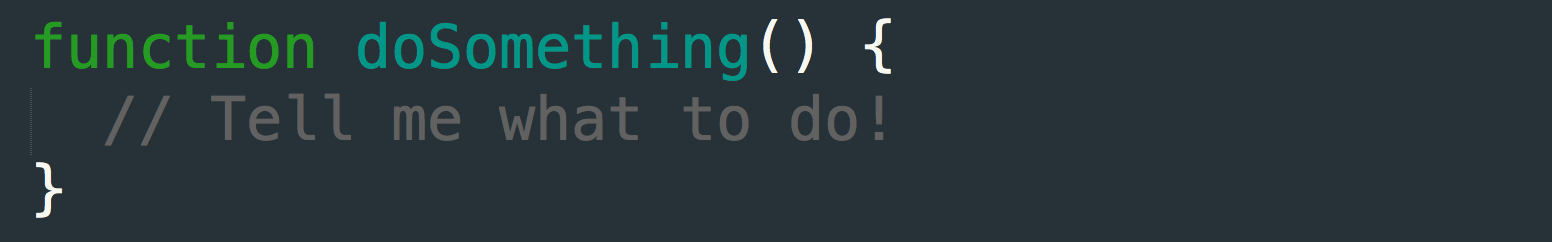 function doSomething() {
  // Tell me what to do!
}